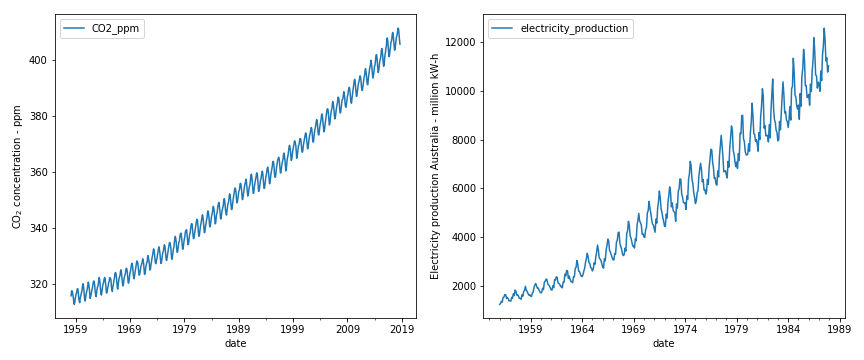 CO2_ppm
400
380
360
340
320
CO₂ concentration - ppm
1959 1969 1979 1989 1999 2009 2019
date
electricity_production
12000
10000
8000
6000
4000
2000
Electricity production Australia - million kW-h
1959 1964 1969 1974 1979 1984 1989
date